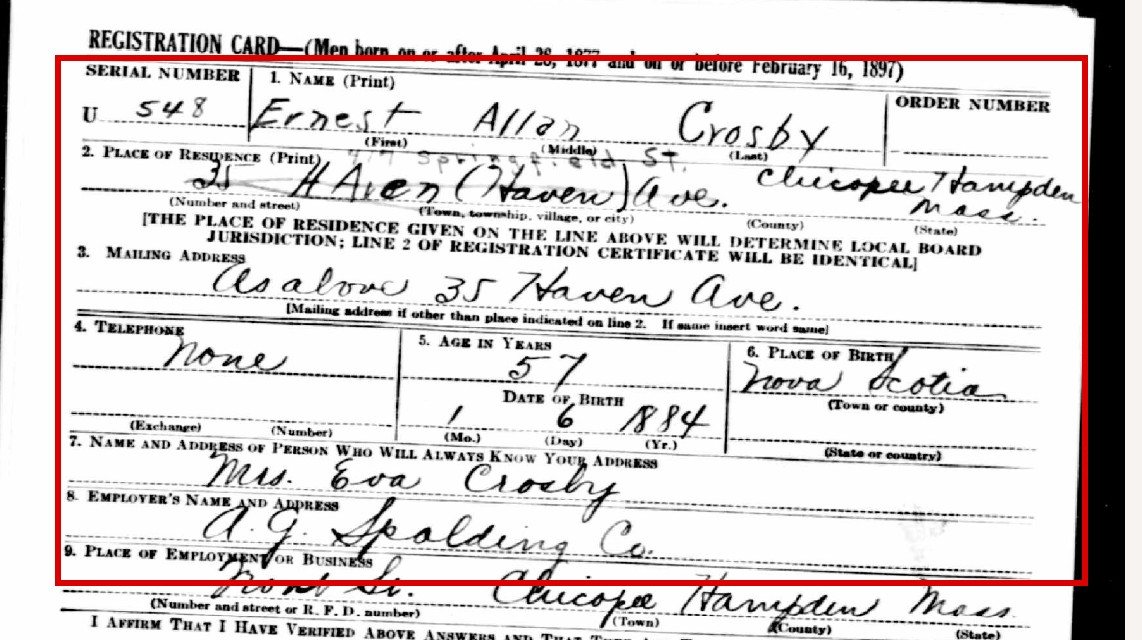 REGISTRATION CARD—(Men born on or after April 28, 1877 and on or before February 16, 1897)
SERIAL NUMBER 1. NAME (Print) ORDER NUMBER
U 548 Ernest Allan Crosby
(First) (Middle) (Last)
2. PLACE OF RESIDENCE (Print) Springfield St.
35 HAven (Haven) Ave. Chicopee Hampden
Mass.
(Number and street) (Town, township, village, or city) (County) (State)
[THE PLACE OF RESIDENCE GIVEN ON THE LINE ABOVE WILL DETERMINE LOCAL BOARD
JURISDICTION; LINE 2 OF REGISTRATION CERTIFICATE WILL BE IDENTICAL]
3. MAILING ADDRESS
As above 35 Haven Ave.
[Mailing address if other than place indicated on line 2. If same insert word same]
4. TELEPHONE 5. AGE IN YEARS 6. PLACE OF BIRTH
None 57 Nova Scotia
DATE OF BIRTH (Town or county)
1 6 1884
(Exchange) (Number) (Mo.) (Day) (Yr.) (State or country)
7. NAME AND ADDRESS OF PERSON WHO WILL ALWAYS KNOW YOUR ADDRESS
Mrs. Eva Crosby
8. EMPLOYER'S NAME AND ADDRESS
A. G. Spalding Co.
9. PLACE OF EMPLOYMENT OR BUSINESS
St. Chicopee Hampden Mass.
(Number and street or R. F. D. number) (Town) (County) (State)
I AFFIRM THAT I HAVE VERIFIED ABOVE ANSWERS AND THAT